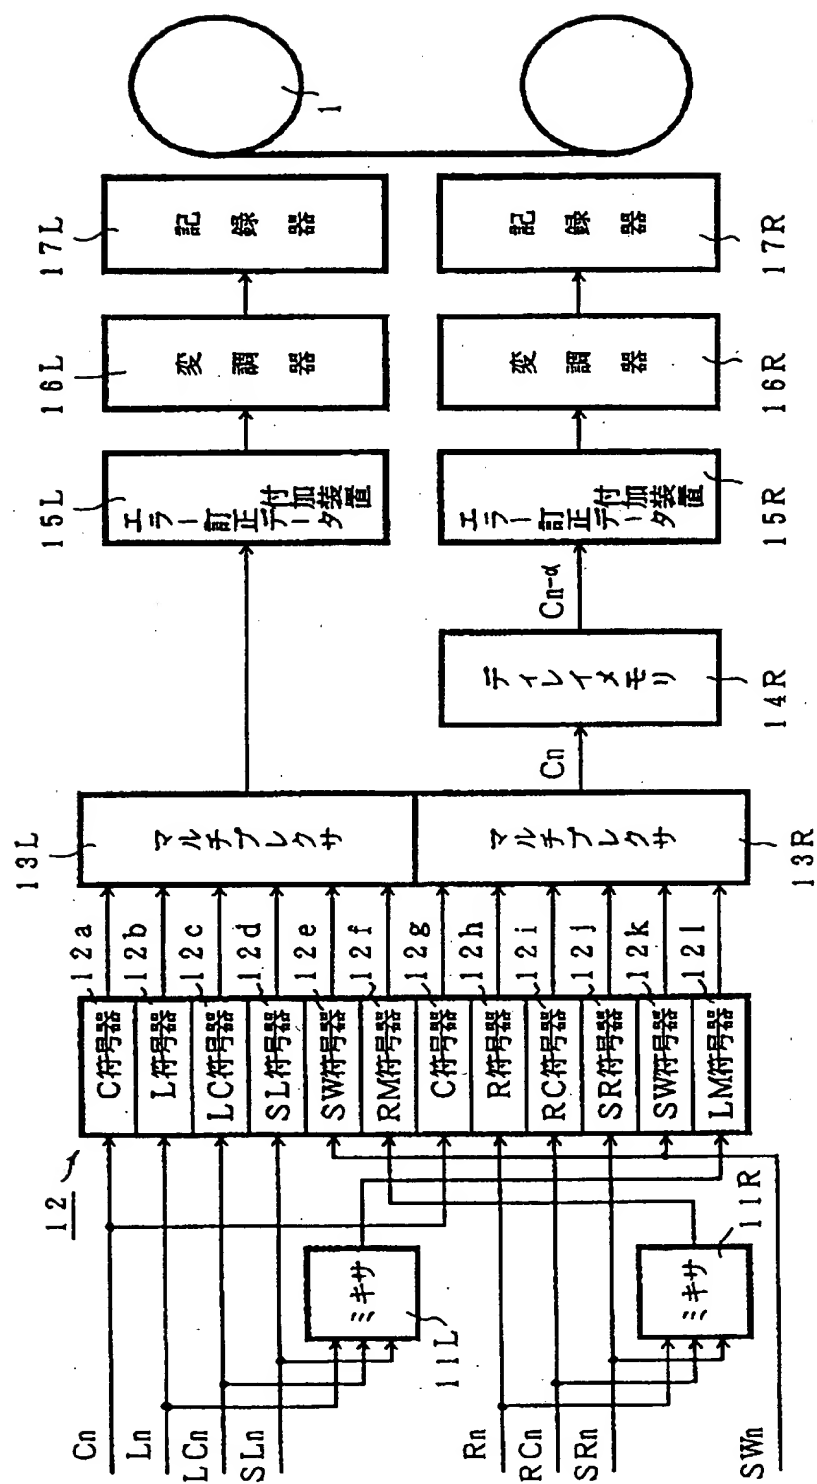 Cn
Ln
LCn
SLn
Rn
RCn
SRn
SWn
ミキサ
11L
ミキサ
11R
12
C符号器
12a
L符号器
12b
LC符号器
12c
SL符号器
12d
SW符号器
12e
RM符号器
12f
C符号器
12g
R符号器
12h
RC符号器
12i
SR符号器
12j
SW符号器
12k
LM符号器
12l
13L
マルチプレクサ
マルチプレクサ
13R
Cn
ディレイメモリ
14R
Cn-α
15L
エラー訂正データ
付加装置
エラー訂正データ
付加装置
15R
16L
変調器
変調器
16R
17L
記録器
記録器
17R
1